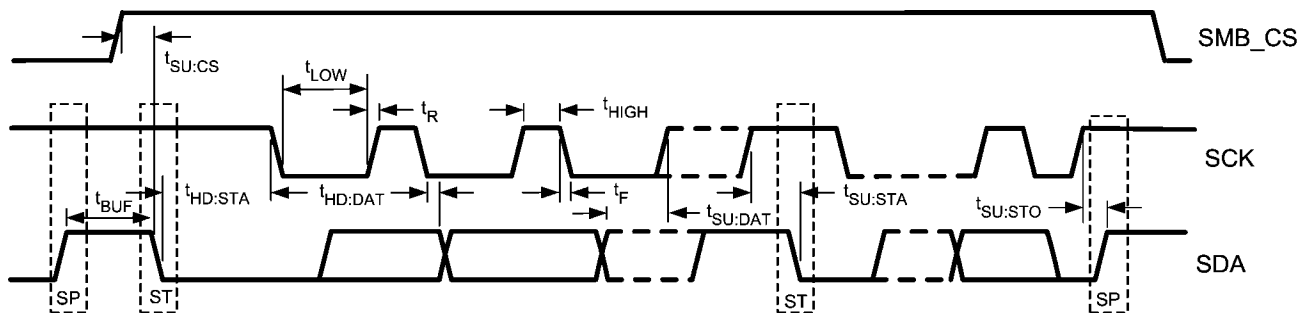 SMB_CS
tSU:CS
tLOW
tR
tHIGH
SCK
tBUF
tHD:STA
tHD:DAT
tF
tSU:DAT
tSU:STA
tSU:STO
SDA
SP
ST
ST
SP